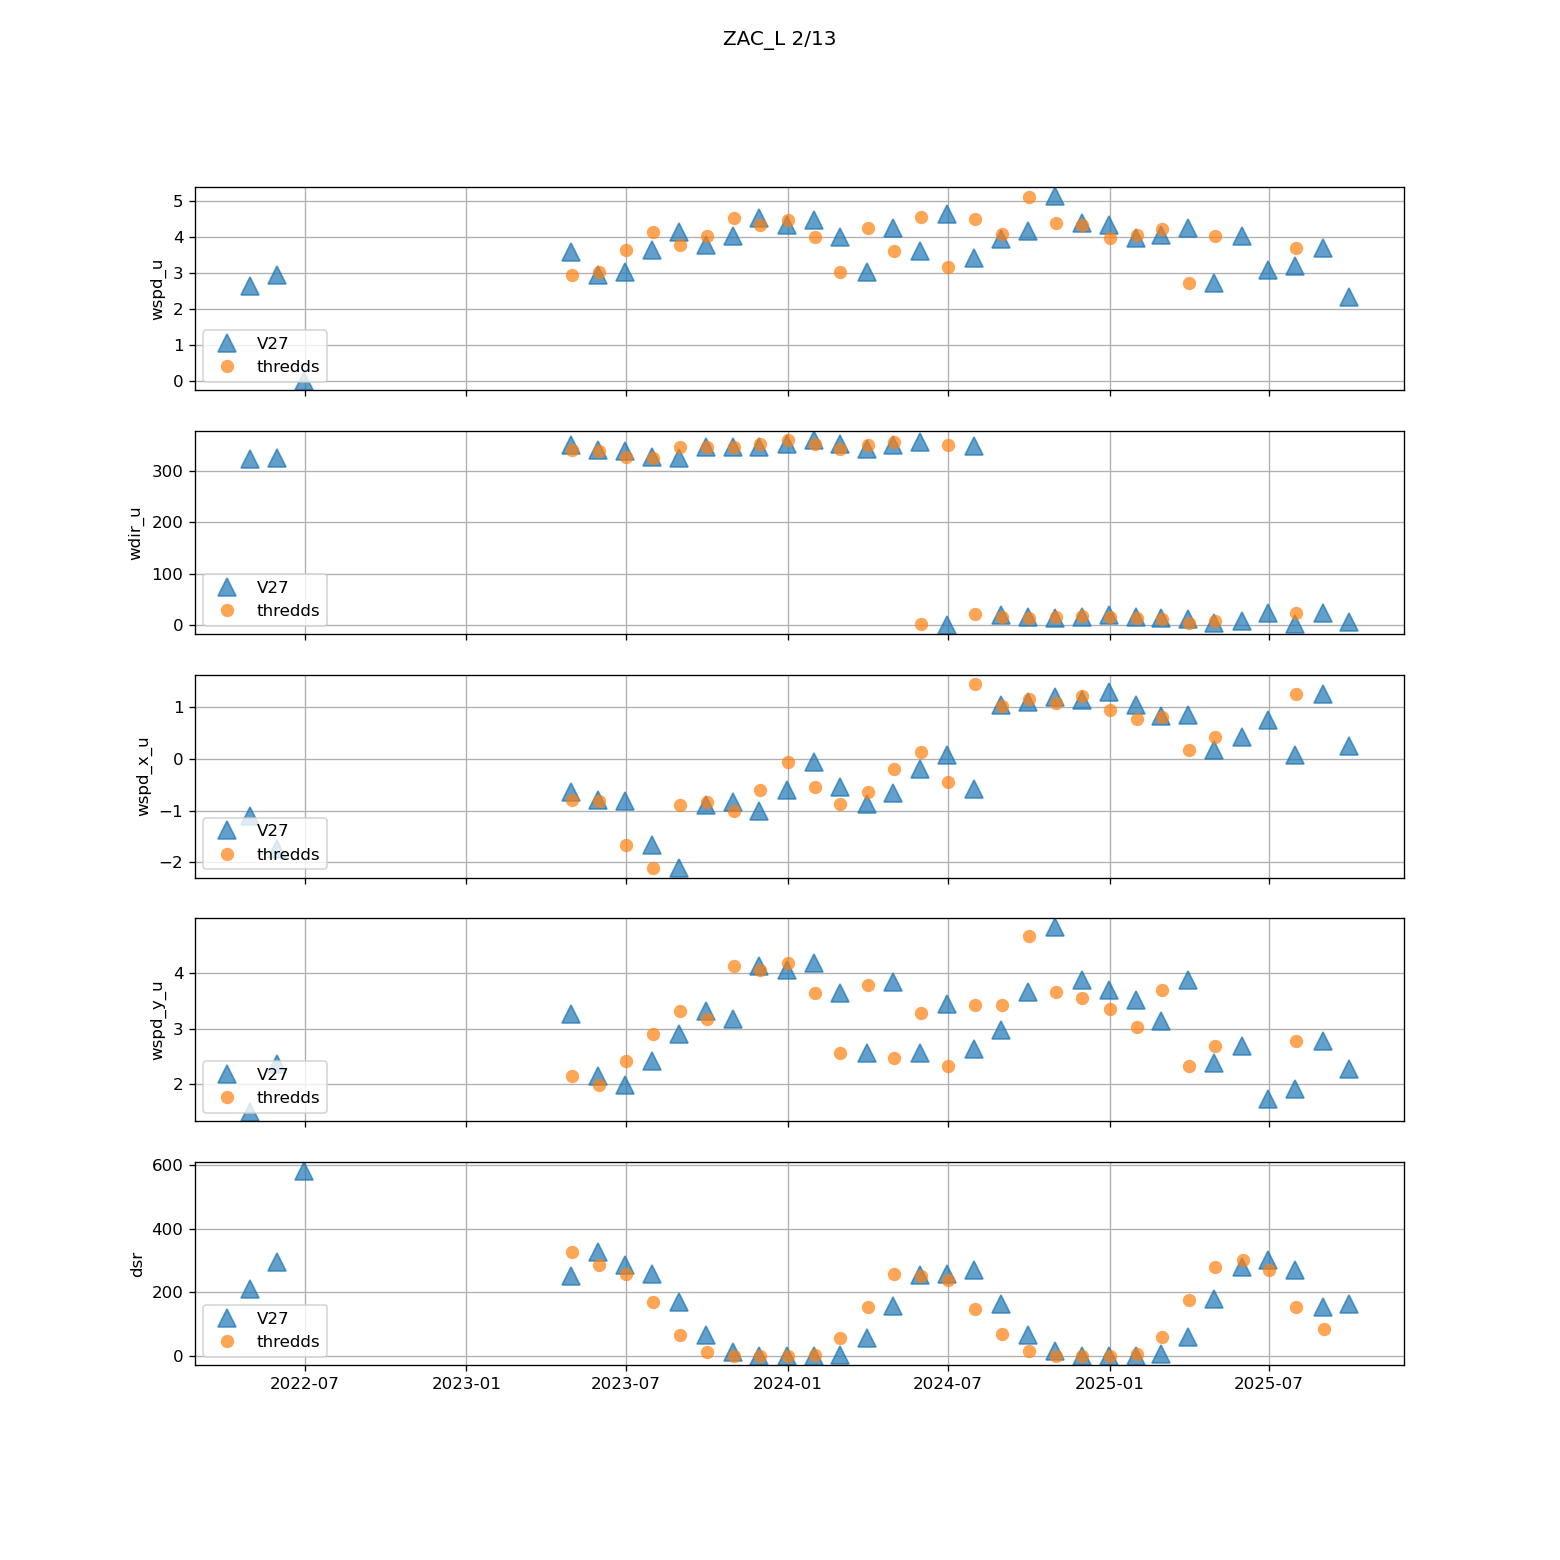 ZAC_L 2/13
wspd_u
5
4
3
2
1
0
V27
thredds
wdir_u
300
200
100
0
V27
thredds
wspd_x_u
1
0
−1
−2
V27
thredds
wspd_y_u
4
3
2
V27
thredds
dsr
600
400
200
0
V27
thredds
2022-07 2023-01 2023-07 2024-01 2024-07 2025-01 2025-07